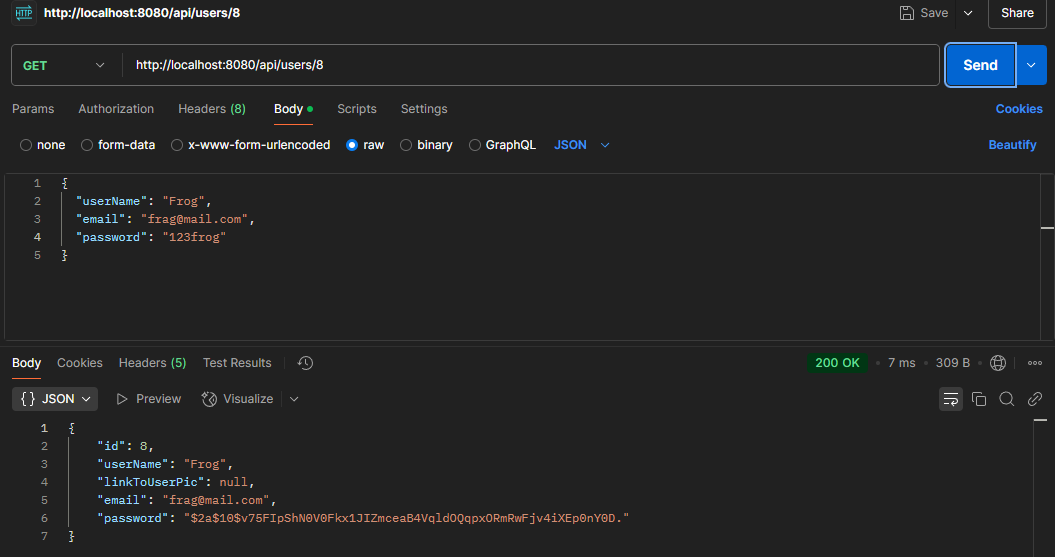 HTTP http://localhost:8080/api/users/8 Save Share
GET http://localhost:8080/api/users/8 Send
Params Authorization Headers (8) Body Scripts Settings Cookies
none form-data x-www-form-urlencoded raw binary GraphQL JSON Beautify
1 {
2 "userName": "Frog",
3 "email": "frag@mail.com",
4 "password": "123frog"
5 }
Body Cookies Headers (5) Test Results 200 OK • 7 ms • 309 B •
{} JSON Preview Visualize
1 {
2 "id": 8,
3 "userName": "Frog",
4 "linkToUserPic": null,
5 "email": "frag@mail.com",
6 "password": "$2a$10$v75FIpShN0V0Fkx1JIZmceaB4VqldOQqpxORmRwFjv4iXEp0nY0D."
7 }